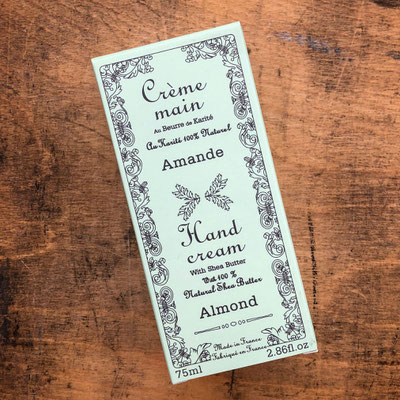 Crème
main
Au Beurre de Karité
Au Karité 100% Naturel
Amande
Hand
cream
With Shea Butter
Out 100 %
Natural Shea Butter
Almond
Made in France
Fabriqué en France
75ml 2.86fl.oz